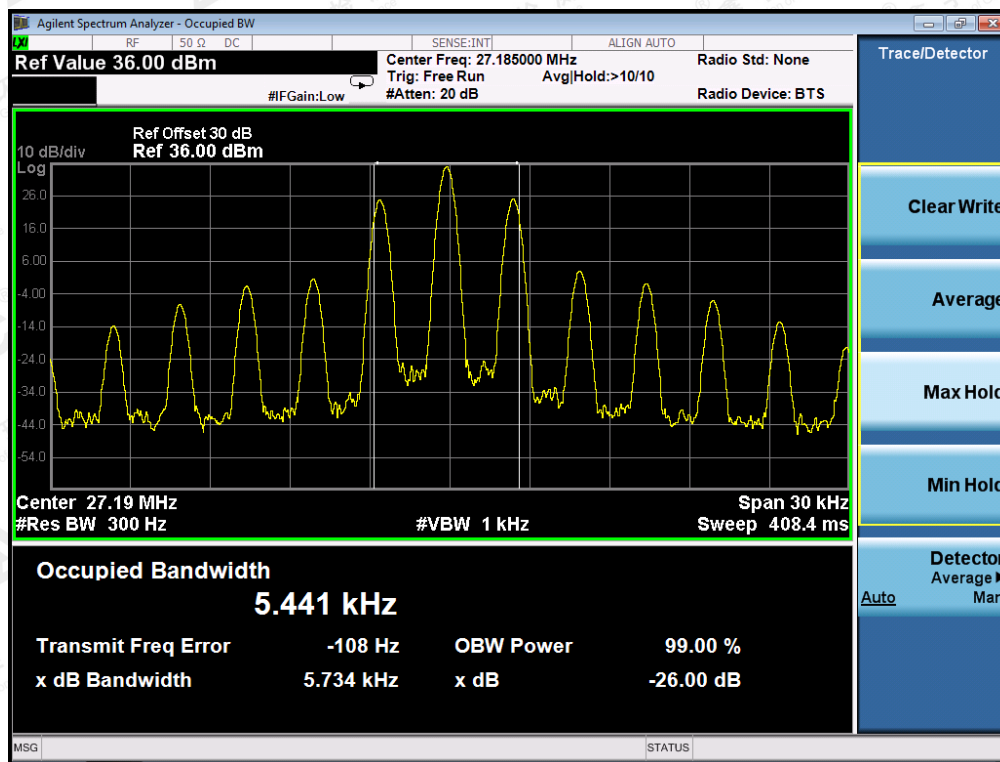 Agilent Spectrum Analyzer - Occupied BW
LXI
RF 50 Ω DC SENSE:INT ALIGN AUTO
Ref Value 36.00 dBm
Center Freq: 27.185000 MHz Radio Std: None
Trig: Free Run Avg|Hold:>10/10
#IFGain:Low #Atten: 20 dB Radio Device: BTS
Ref Offset 30 dB
10 dB/div Ref 36.00 dBm
Log
26.0
16.0
6.00
-4.00
-14.0
-24.0
-34.0
-44.0
-54.0
Center 27.19 MHz Span 30 kHz
#Res BW 300 Hz #VBW 1 kHz Sweep 408.4 ms
Occupied Bandwidth
5.441 kHz
Transmit Freq Error -108 Hz OBW Power 99.00 %
x dB Bandwidth 5.734 kHz x dB -26.00 dB
MSG STATUS
Trace/Detector
Clear Write
Average
Max Hold
Min Hold
Detector
Average
Auto Man